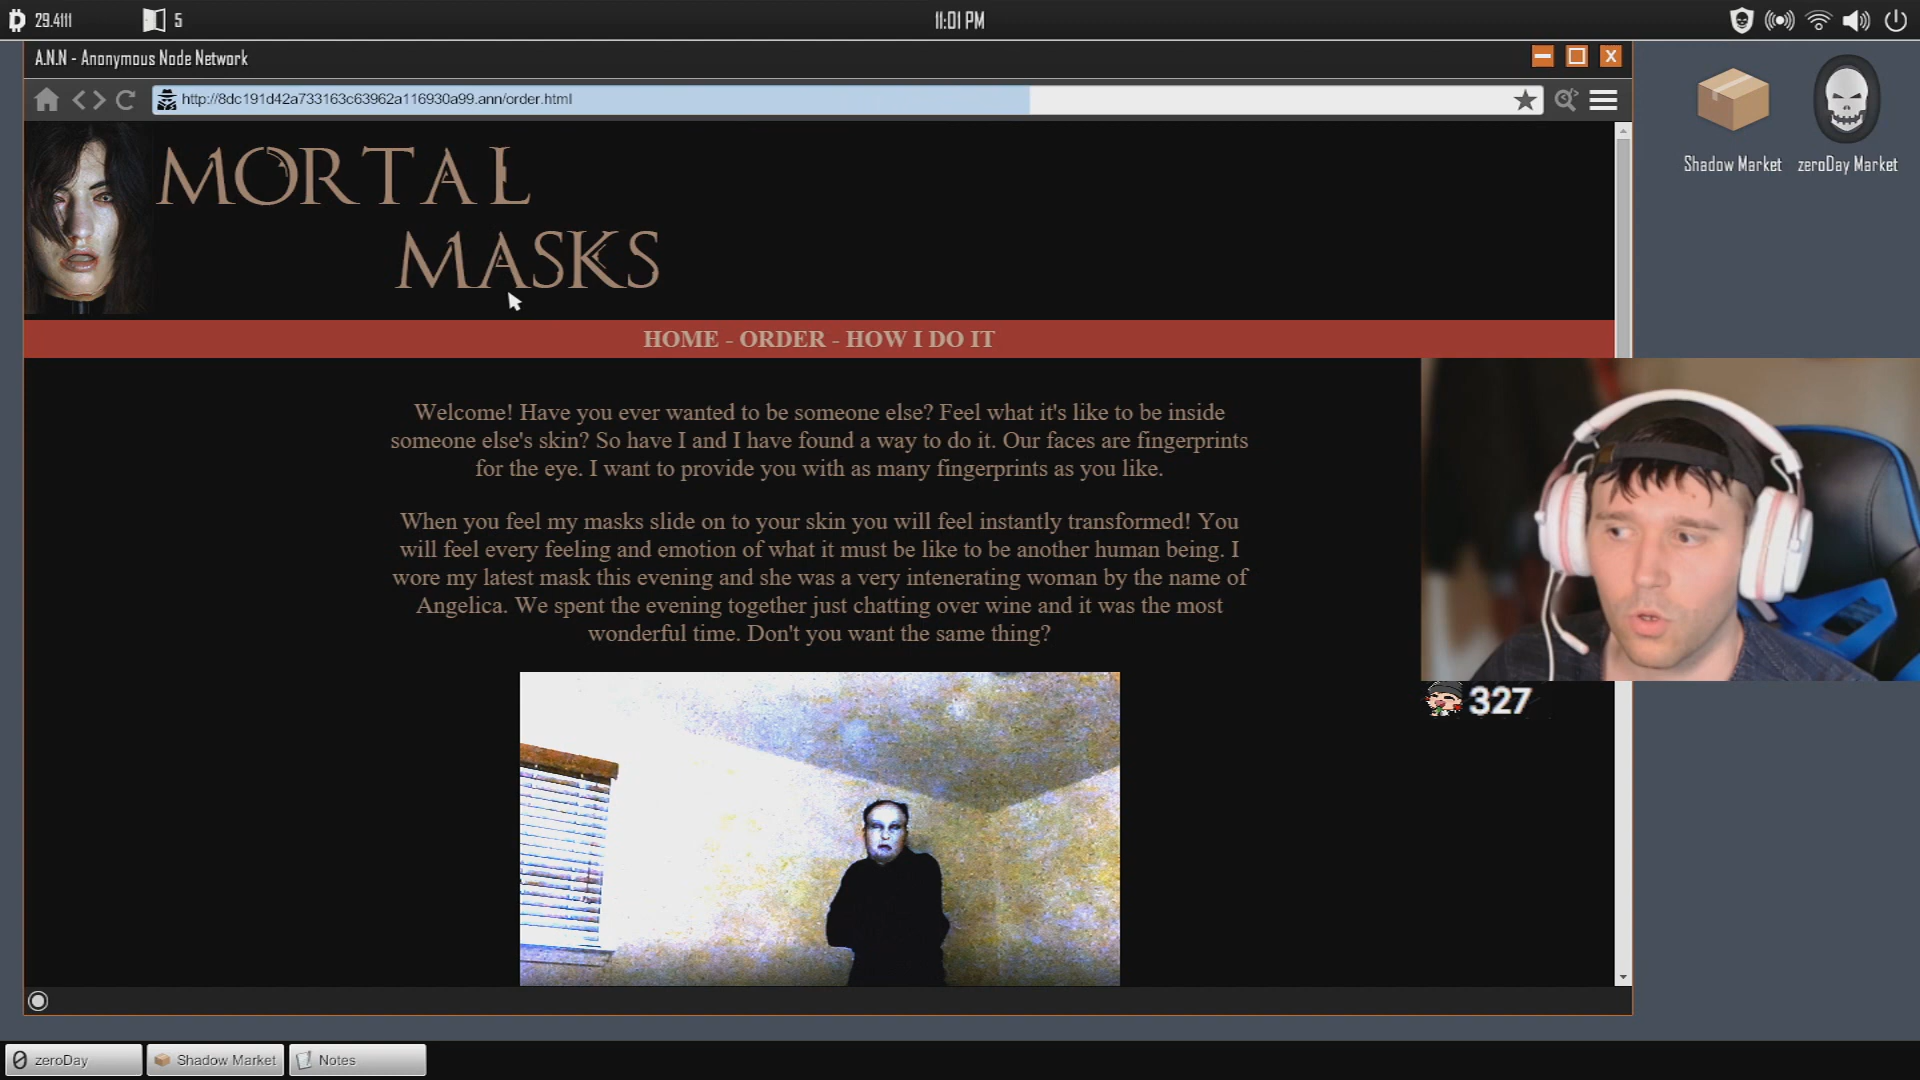 29.4111
5
11:01 PM
A.N.N - Anonymous Node Network
http://8dc191d42a733163c63962a116930a99.ann/order.html
MORTAL
MASKS
HOME - ORDER - HOW I DO IT
Welcome! Have you ever wanted to be someone else? Feel what it's like to be inside
someone else's skin? So have I and I have found a way to do it. Our faces are fingerprints
for the eye. I want to provide you with as many fingerprints as you like.
When you feel my masks slide on to your skin you will feel instantly transformed! You
will feel every feeling and emotion of what it must be like to be another human being. I
wore my latest mask this evening and she was a very intenerating woman by the name of
Angelica. We spent the evening together just chatting over wine and it was the most
wonderful time. Don't you want the same thing?
Shadow Market
zeroDay Market
327
zeroDay
Shadow Market
Notes